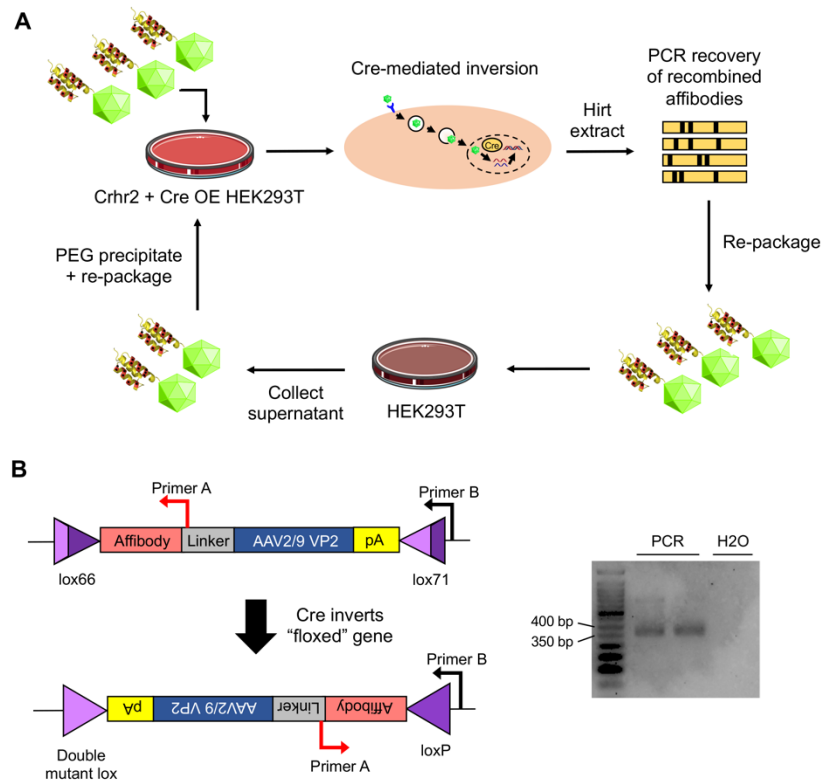 A
Cre-mediated inversion
PCR recovery
of recombined
affibodies
Hirt
extract
Cre
Crhr2 + Cre OE HEK293T
PEG precipitate
+ re-package
Re-package
Collect
supernatant
HEK293T
B
Primer A
Primer B
Affibody
Linker
AAV2/9 VP2
pA
lox66
lox71
Cre inverts
“floxed” gene
Primer B
pA
AAV2/9 VP2
Linker
Affibody
Double
mutant lox
Primer A
loxP
PCR
H2O
400 bp
350 bp